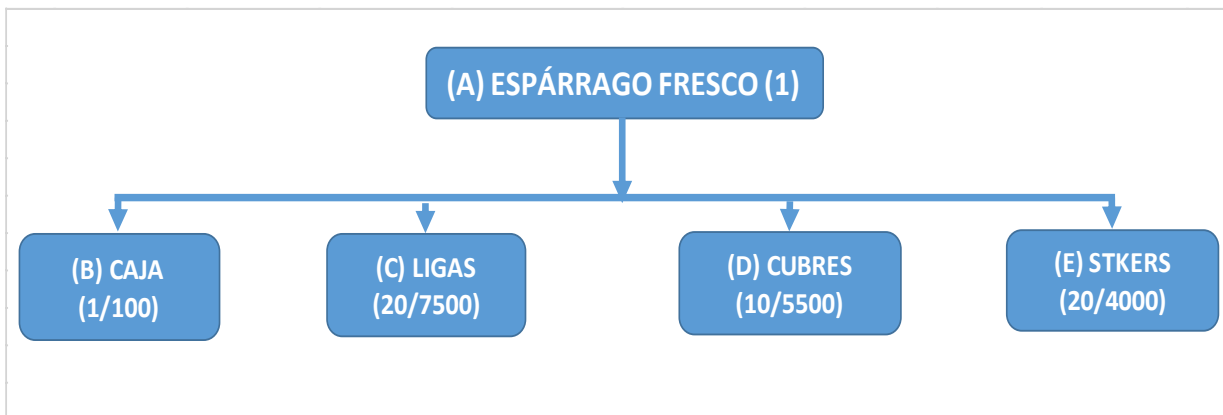 (A) ESPÁRRAGO FRESCO (1)
(B) CAJA
(1/100)
(C) LIGAS
(20/7500)
(D) CUBRES
(10/5500)
(E) STKERS
(20/4000)